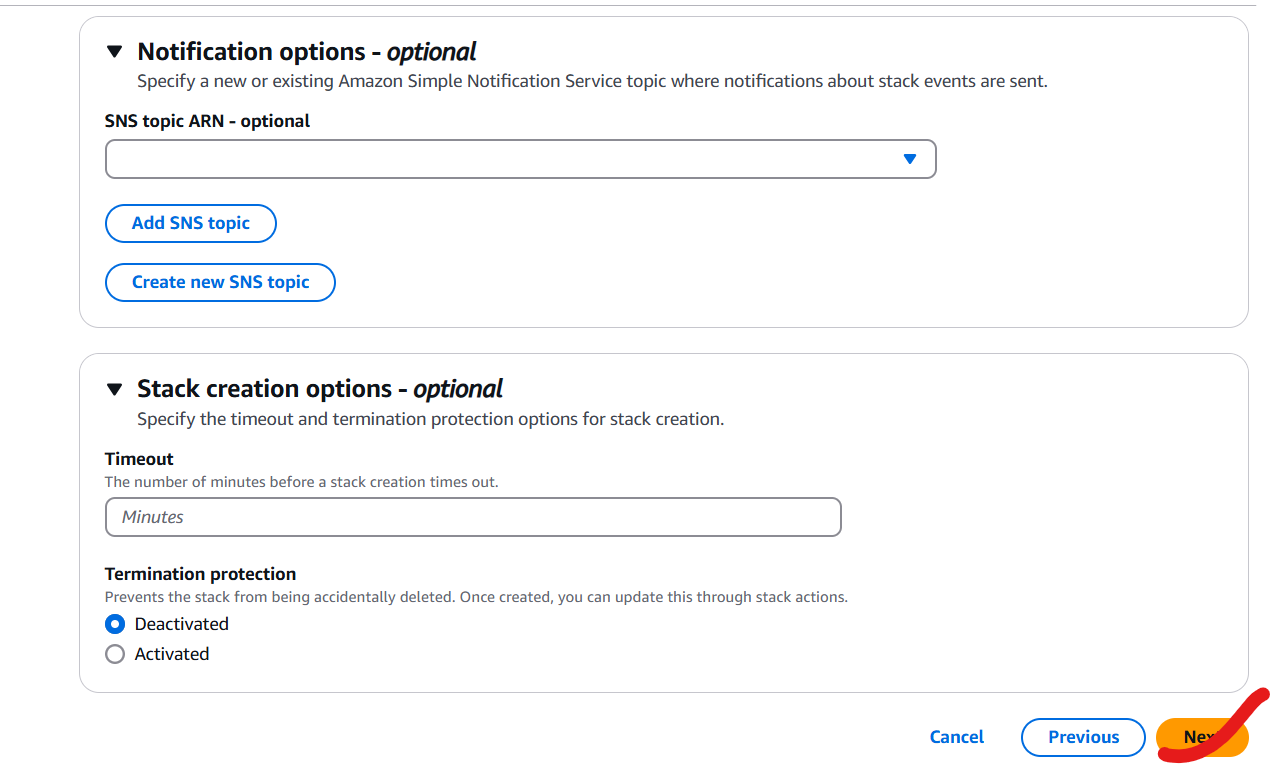 Notification options - optional
Specify a new or existing Amazon Simple Notification Service topic where notifications about stack events are sent.
SNS topic ARN - optional
Add SNS topic
Create new SNS topic
Stack creation options - optional
Specify the timeout and termination protection options for stack creation.
Timeout
The number of minutes before a stack creation times out.
Minutes
Termination protection
Prevents the stack from being accidentally deleted. Once created, you can update this through stack actions.
Deactivated
Activated
Cancel Previous